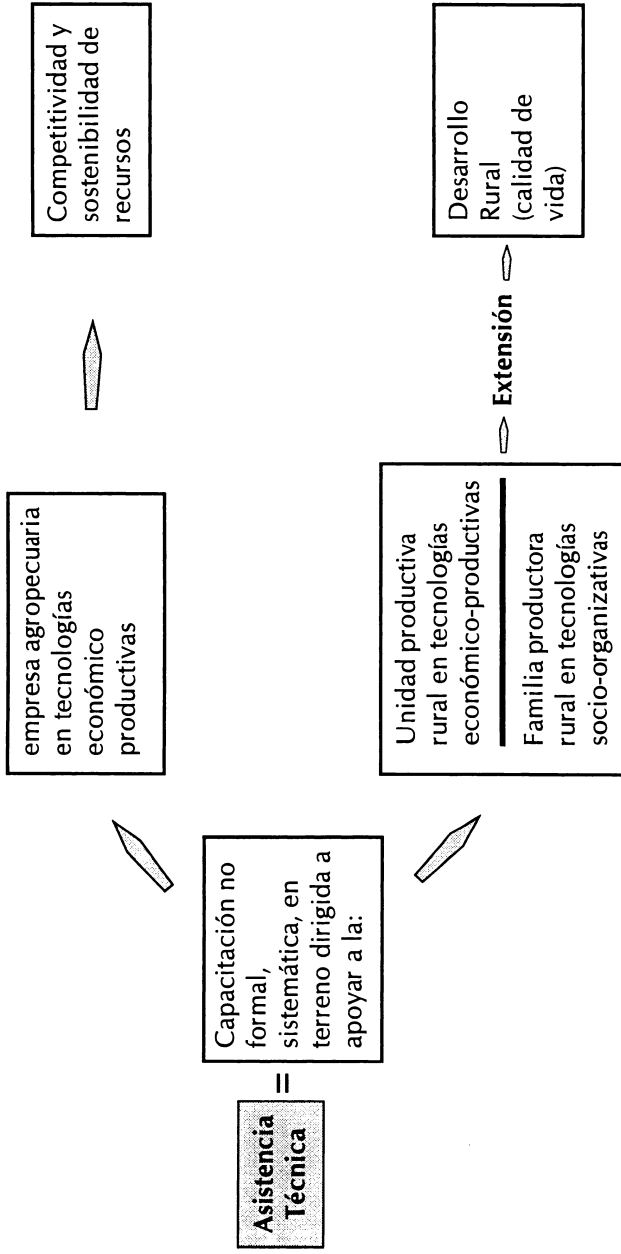 Asistencia
Técnica
=
Capacitación no
formal,
sistemática, en
terreno dirigida a
apoyar a la:
empresa agropecuaria
en tecnologías
económico
productivas
Competitividad y
sostenibilidad de
recursos
Unidad productiva
rural en tecnologías
económico-productivas
Familia productora
rural en tecnologías
socio-organizativas
Extensión
Desarrollo
Rural
(calidad de
vida)